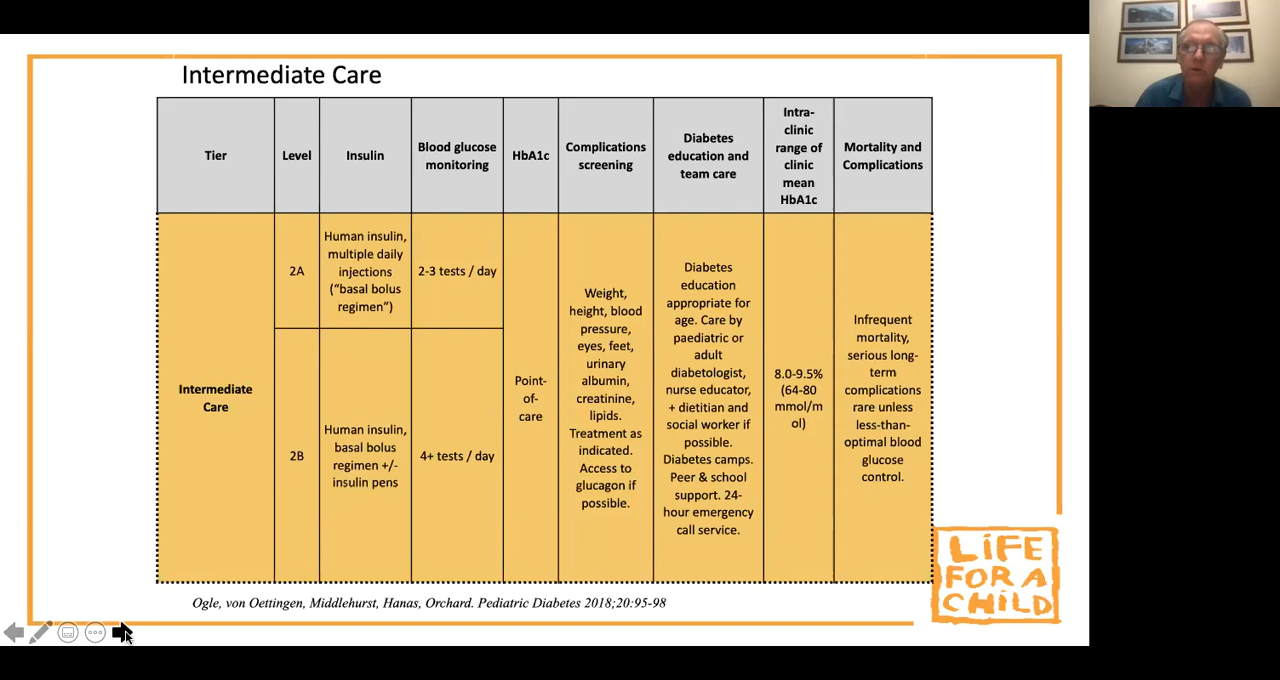 Intermediate Care
Tier
Level
Insulin
Blood glucose
monitoring
HbA1c
Complications
screening
Diabetes
education and
team care
Intra-
clinic
range of
clinic
mean
HbA1c
Mortality and
Complications
Intermediate
Care
2A
Human insulin,
multiple daily
injections
("basal bolus
regimen")
2-3 tests / day
2B
Human insulin,
basal bolus
regimen +/-
insulin pens
4+ tests / day
Point-
of-
care
Weight,
height, blood
pressure,
eyes, feet,
urinary
albumin,
creatinine,
lipids.
Treatment as
indicated.
Access to
glucagon if
possible.
Diabetes
education
appropriate for
age. Care by
paediatric or
adult
diabetologist,
nurse educator,
+ dietitian and
social worker if
possible.
Diabetes camps.
Peer & school
support. 24-
hour emergency
call service.
8.0-9.5%
(64-80
mmol/m
ol)
Infrequent
mortality,
serious long-
term
complications
rare unless
less-than-
optimal blood
glucose
control.
Ogle, von Oettingen, Middlehurst, Hanas, Orchard. Pediatric Diabetes 2018;20:95-98
LIFE
FOR A
CHILD